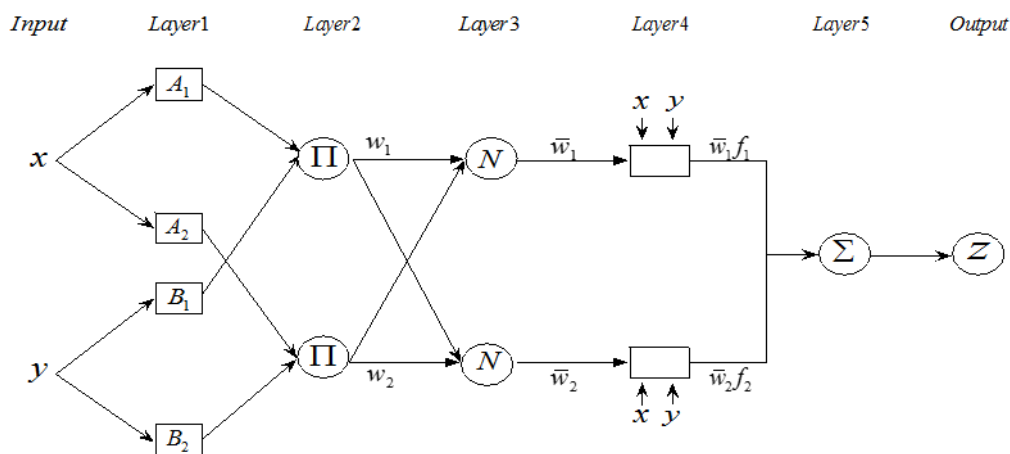 Input Layer1 Layer2 Layer3 Layer4 Layer5 Output
A₁
x y
x
Π w₁ N w̅₁ w̅₁f₁
A₂
Σ Z
B₁
y
Π w₂ N w̅₂ w̅₂f₂
x y
B₂